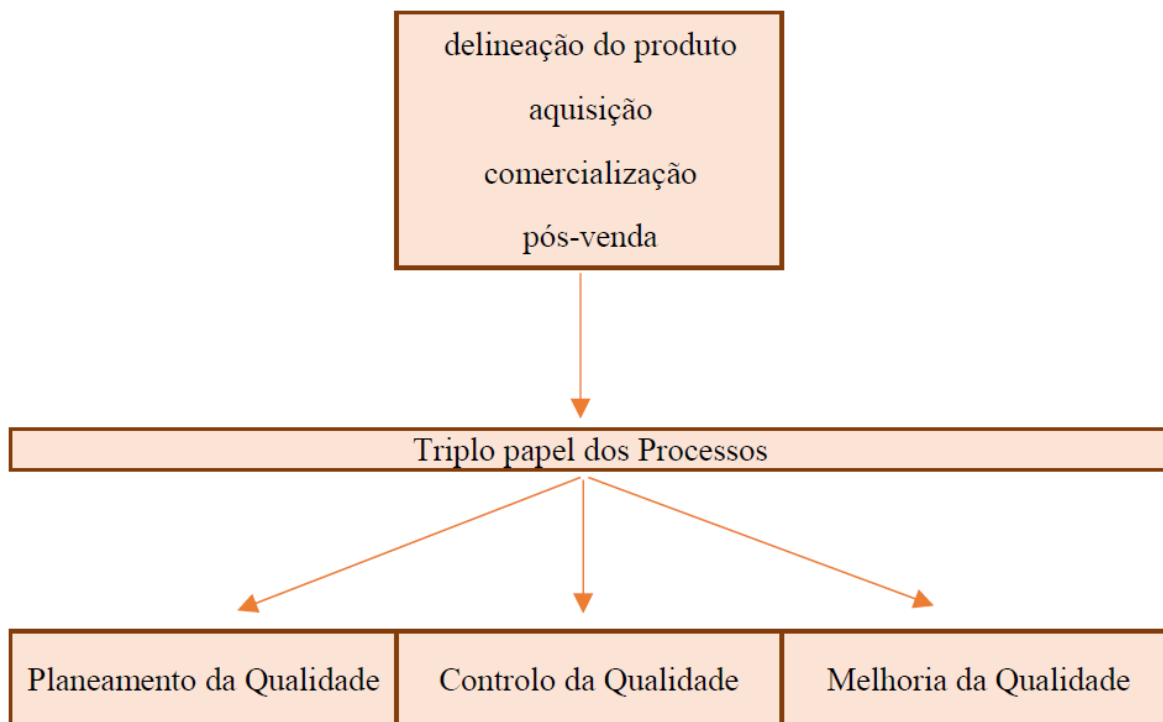 delineação do produto
aquisição
comercialização
pós-venda
Triplo papel dos Processos
Planeamento da Qualidade
Controlo da Qualidade
Melhoria da Qualidade